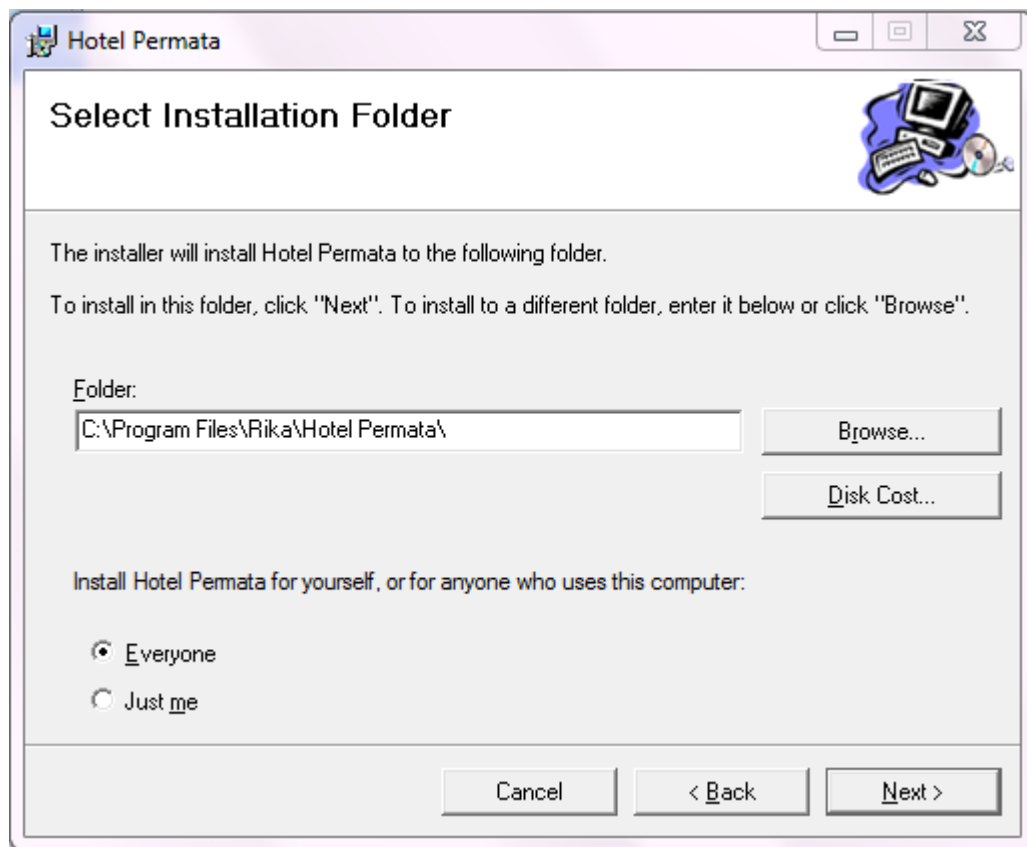 Hotel Permata
Select Installation Folder
The installer will install Hotel Permata to the following folder.
To install in this folder, click "Next". To install to a different folder, enter it below or click "Browse".
Folder:
C:\Program Files\Rika\Hotel Permata\
Browse...
Disk Cost...
Install Hotel Permata for yourself, or for anyone who uses this computer:
Everyone
Just me
Cancel
< Back
Next >